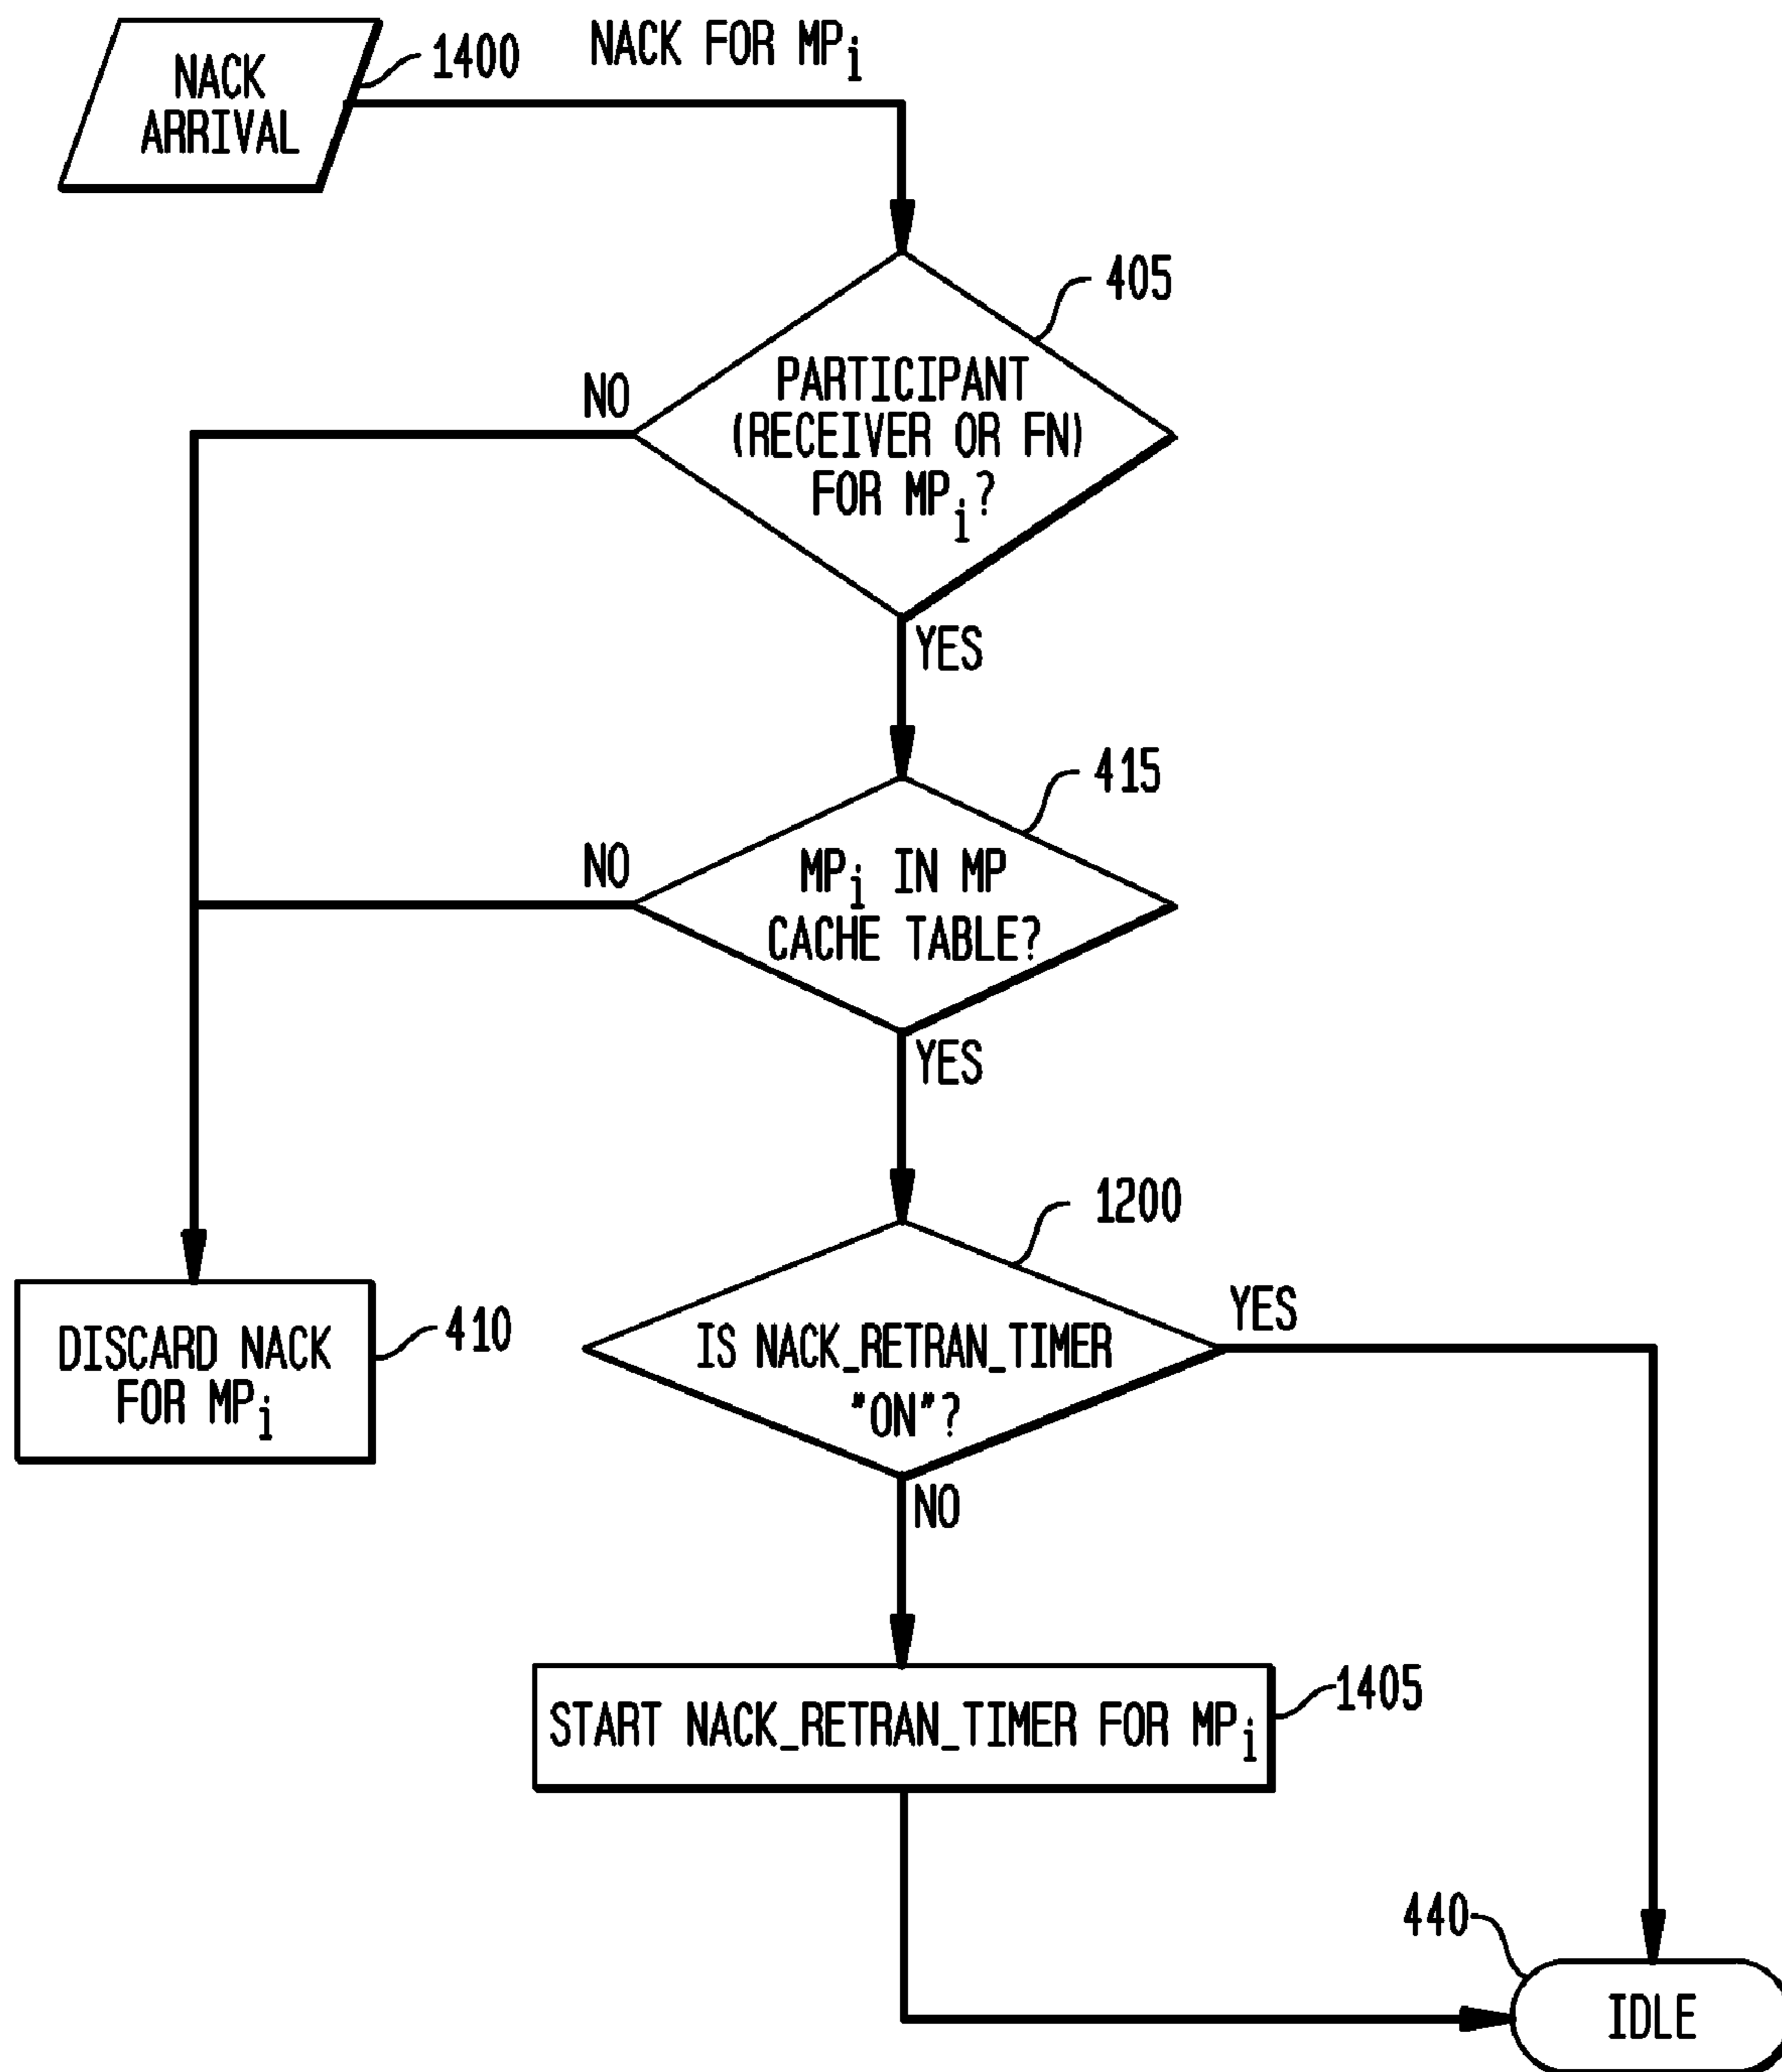 NACK
ARRIVAL
1400
NACK FOR MPi
405
PARTICIPANT
(RECEIVER OR FN)
FOR MPi?
NO
YES
415
MPi IN MP
CACHE TABLE?
NO
YES
1200
IS NACK_RETRAN_TIMER
"ON"?
YES
NO
DISCARD NACK
FOR MPi
410
START NACK_RETRAN_TIMER FOR MPi
1405
440
IDLE